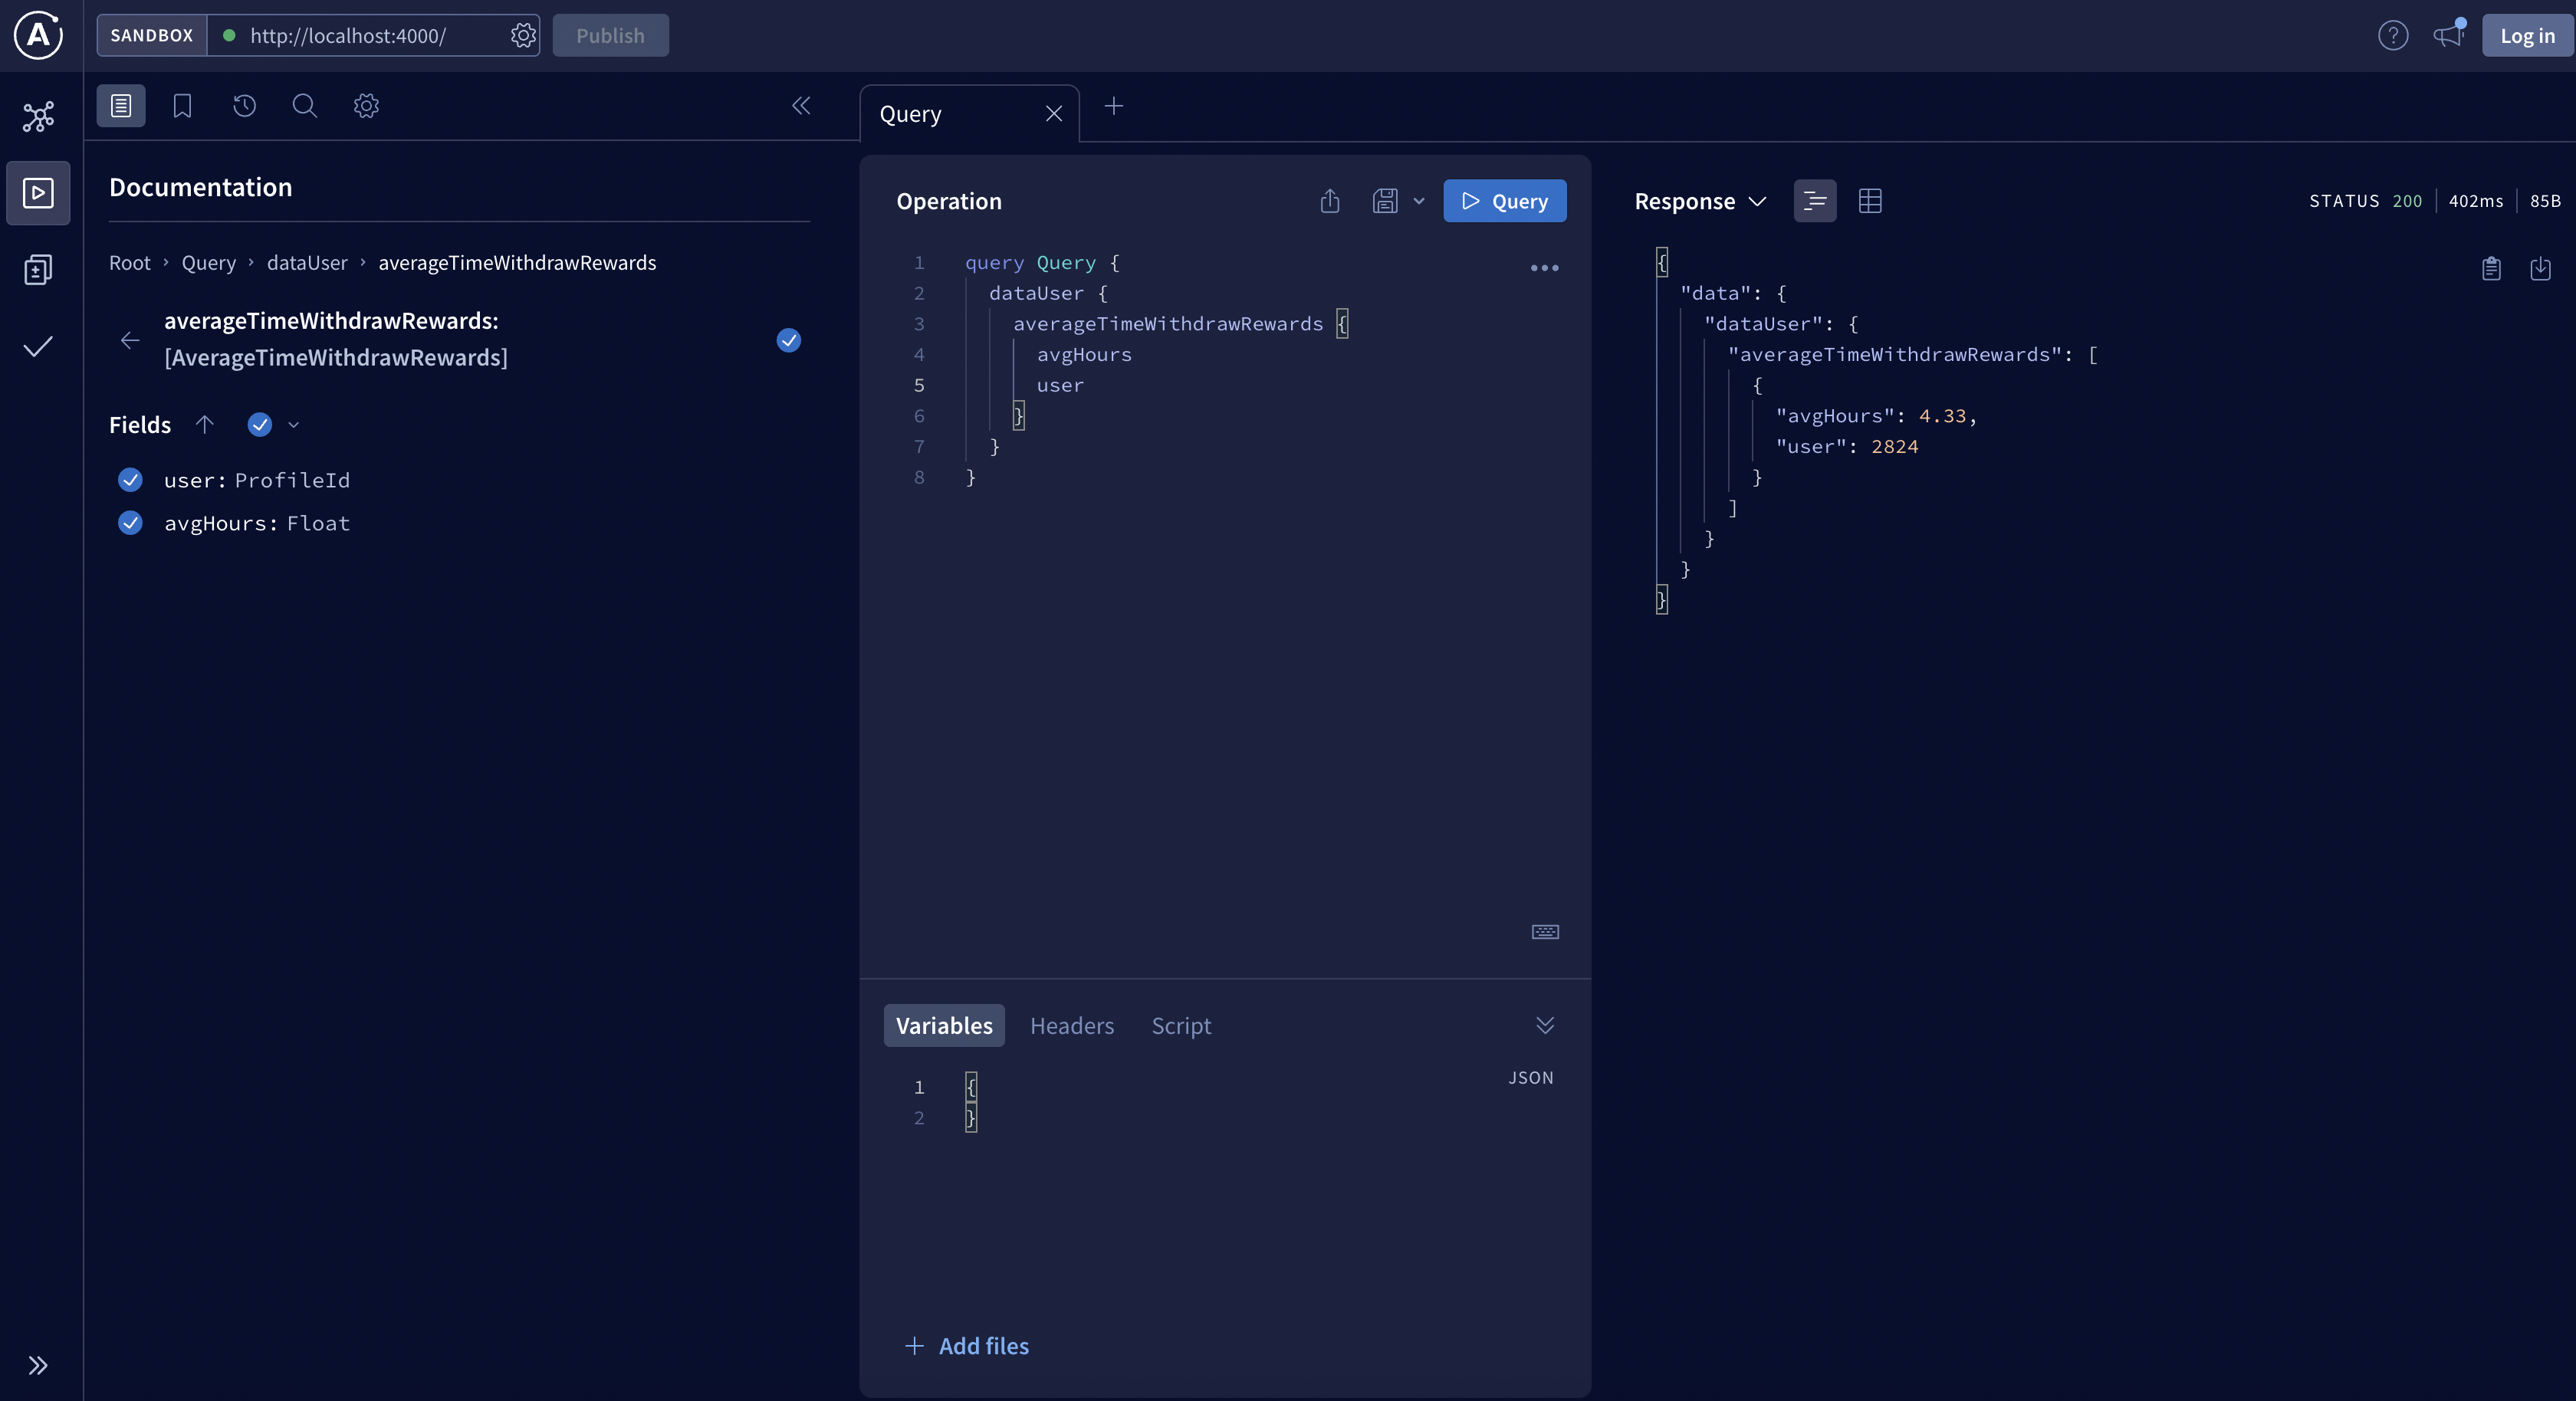 A
SANDBOX
http://localhost:4000/
Publish
?
Log in
Query
Documentation
Root › Query › dataUser › averageTimeWithdrawRewards
averageTimeWithdrawRewards:
[AverageTimeWithdrawRewards]
Fields
user: ProfileId
avgHours: Float
Operation
Query
1 query Query {
2 dataUser {
3 averageTimeWithdrawRewards {
4 avgHours
5 user
6 }
7 }
8 }
Variables
Headers
Script
JSON
1 {
2 }
Add files
Response
STATUS 200
402ms
85B
{
"data": {
"dataUser": {
"averageTimeWithdrawRewards": [
{
"avgHours": 4.33,
"user": 2824
}
]
}
}
}